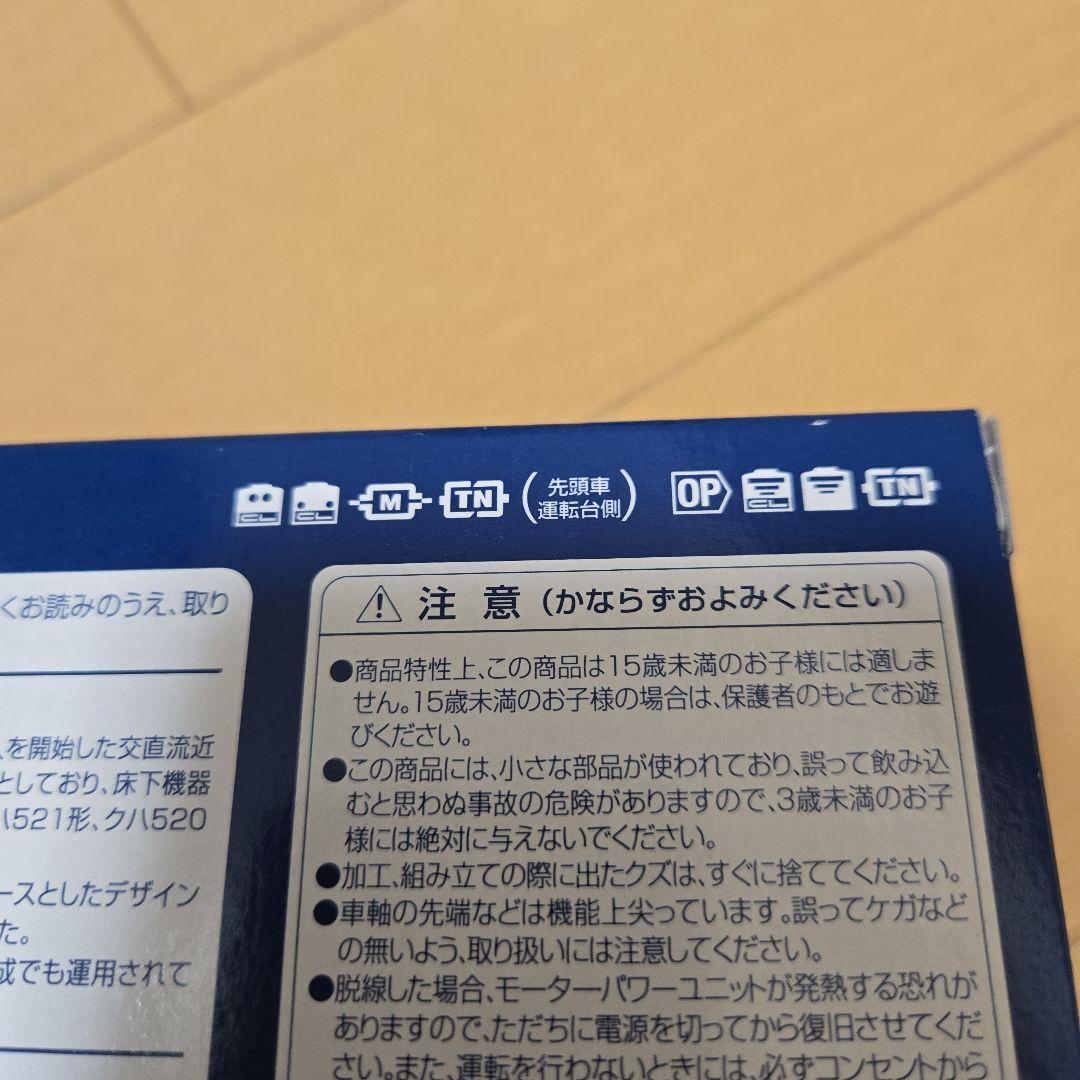 CL CL M TN (先頭車運転台側) OP CL TN
くお読みのうえ、取り
を開始した交直流近
としており、床下機器
ハ521形、クハ520
ースとしたデザイン
た。
成でも運用されて
注意(かならずおよみください)
●商品特性上、この商品は15歳未満のお子様には適しま
せん。15歳未満のお子様の場合は、保護者のもとでお遊
びください。
●この商品には、小さな部品が使われており、誤って飲み込
むと思わぬ事故の危険がありますので、3歳未満のお子
様には絶対に与えないでください。
●加工、組み立ての際に出たクズは、すぐに捨ててください。
●車軸の先端などは機能上尖っています。誤ってケガなど
の無いよう、取り扱いには注意してください。
●脱線した場合、モーターパワーユニットが発熱する恐れが
ありますので、ただちに電源を切ってから復旧させてくだ
さい。また、運転を行わないときには、必ずコンセントから